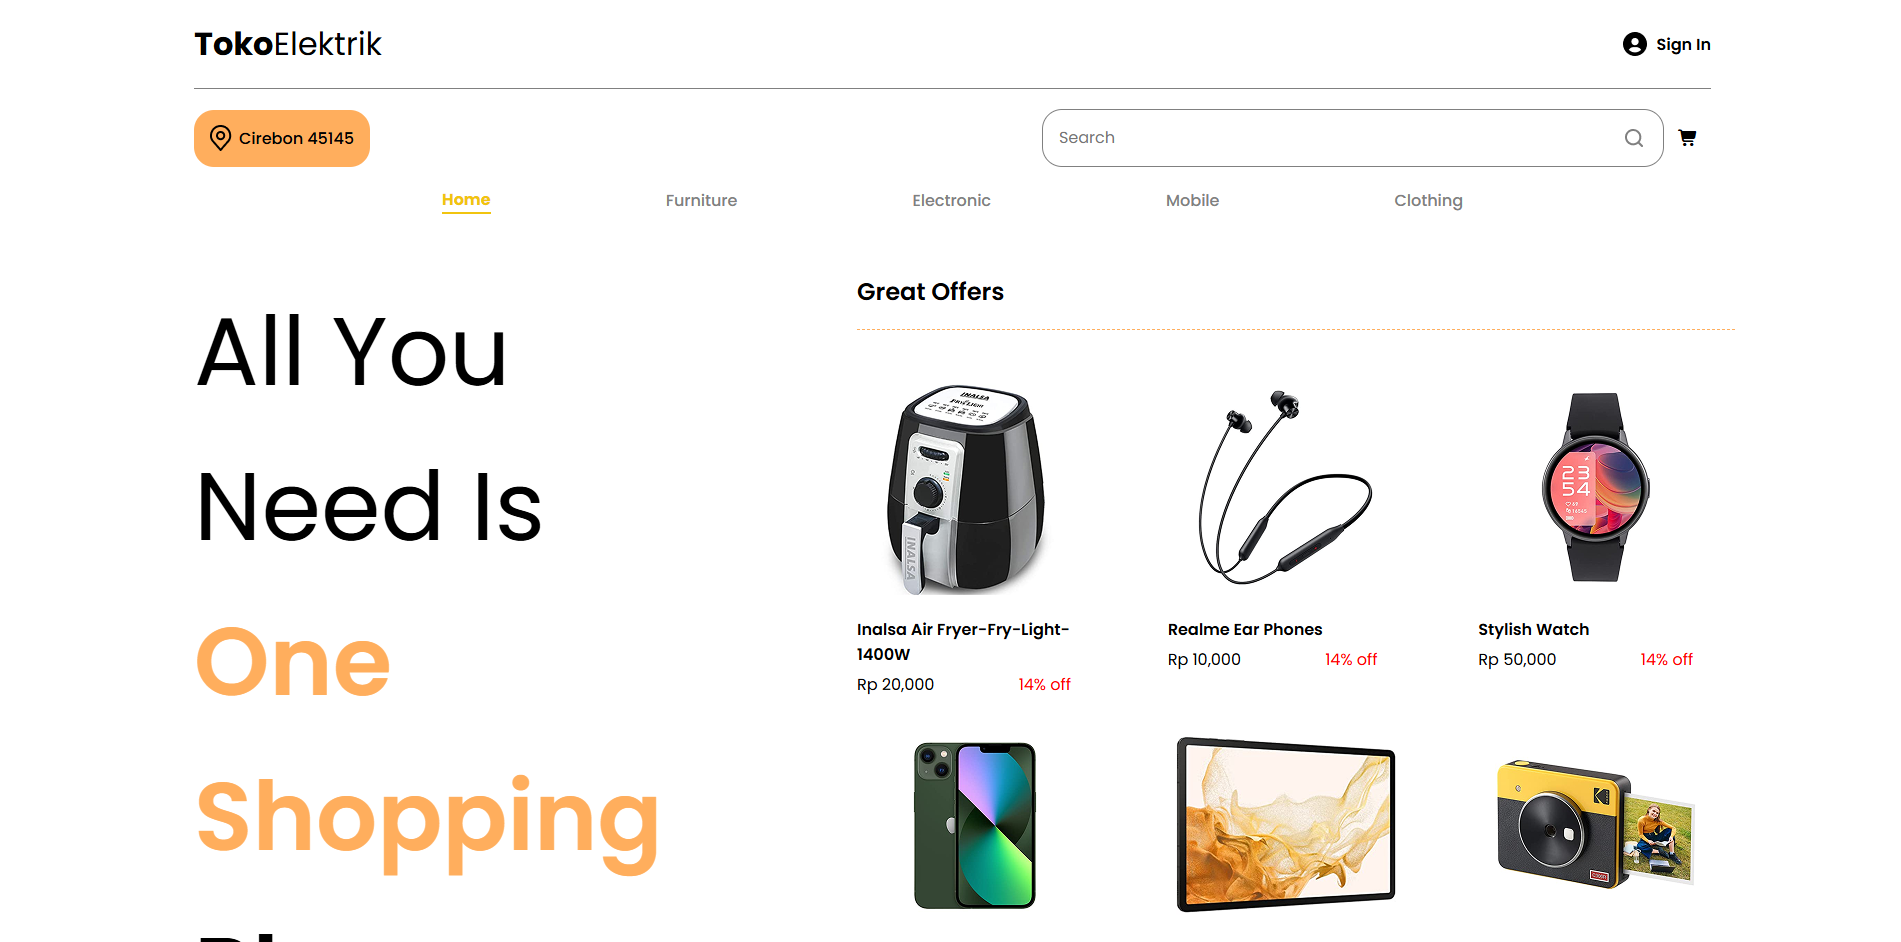 TokoElektrik
Sign In
Cirebon 45145
Search
Home
Furniture
Electronic
Mobile
Clothing
All You
Need Is
One
Shopping
Great Offers
INALSA
INALSA
Inalsa Air Fryer-Fry-Light-
1400W
Rp 20,000
14% off
Realme Ear Phones
Rp 10,000
14% off
Stylish Watch
Rp 50,000
14% off